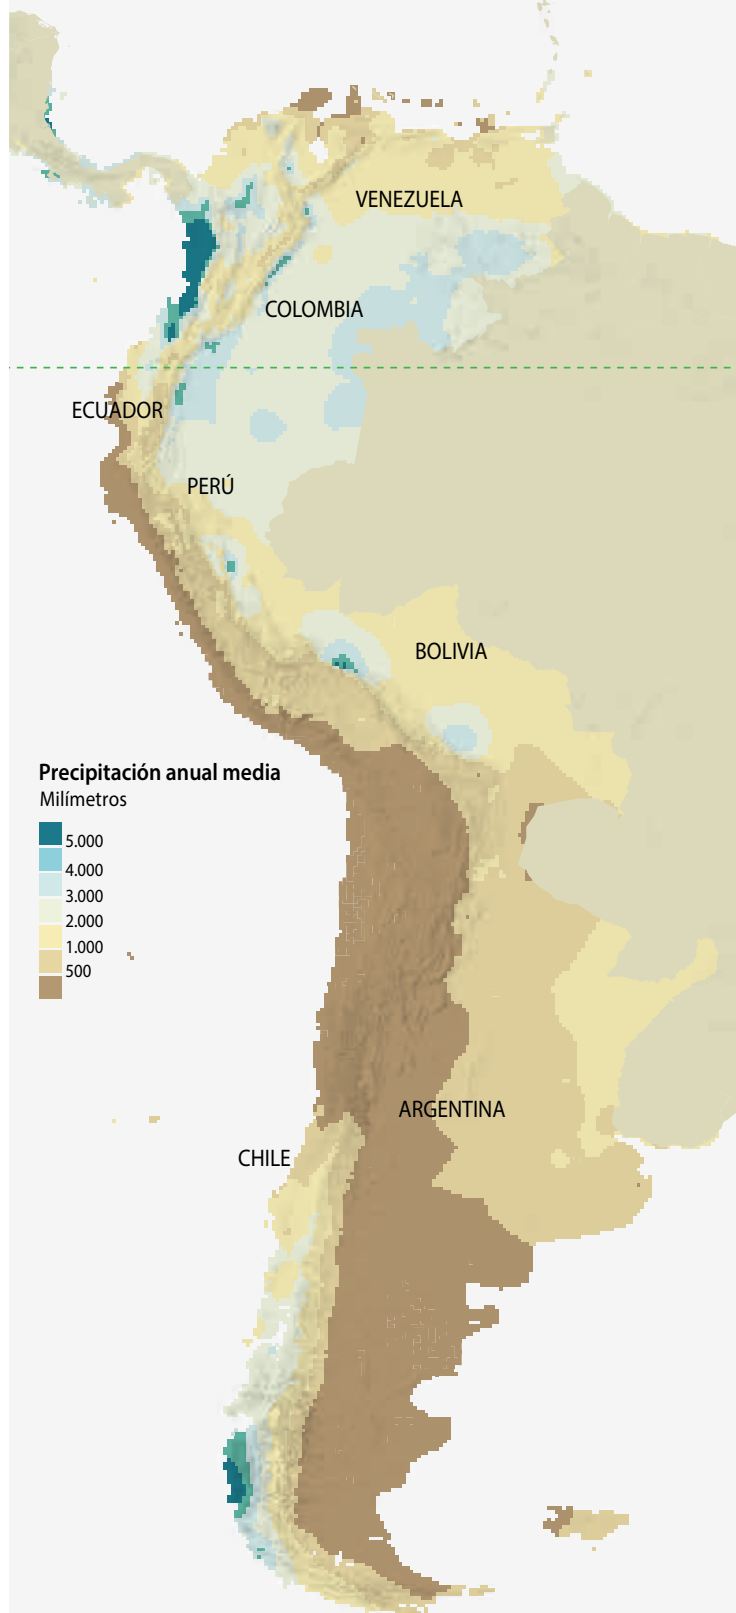 VENEZUELA
COLOMBIA
ECUADOR
PERÚ
BOLIVIA
Precipitación anual media
Milímetros
5.000
4.000
3.000
2.000
1.000
500
ARGENTINA
CHILE